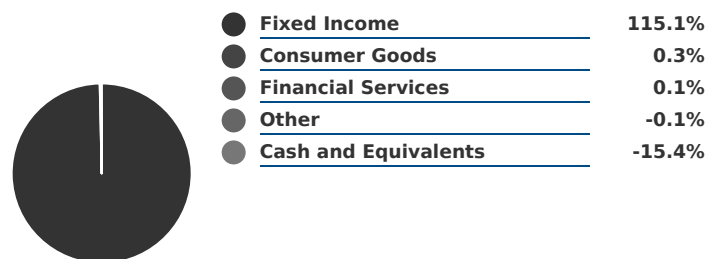 Fixed Income 115.1%
Consumer Goods 0.3%
Financial Services 0.1%
Other -0.1%
Cash and Equivalents -15.4%